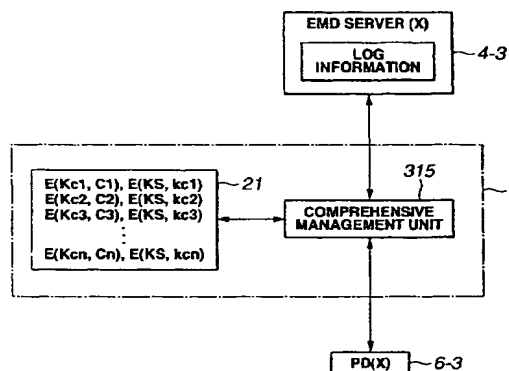 EMD SERVER (X)
LOG
INFORMATION
4-3
E(Kc1, C1), E(KS, kc1)
E(Kc2, C2), E(KS, kc2)
E(Kc3, C3), E(KS, kc3)
⋮
E(Kcn, Cn), E(KS, kcn)
21
315
COMPREHENSIVE
MANAGEMENT UNIT
PD(X)
6-3